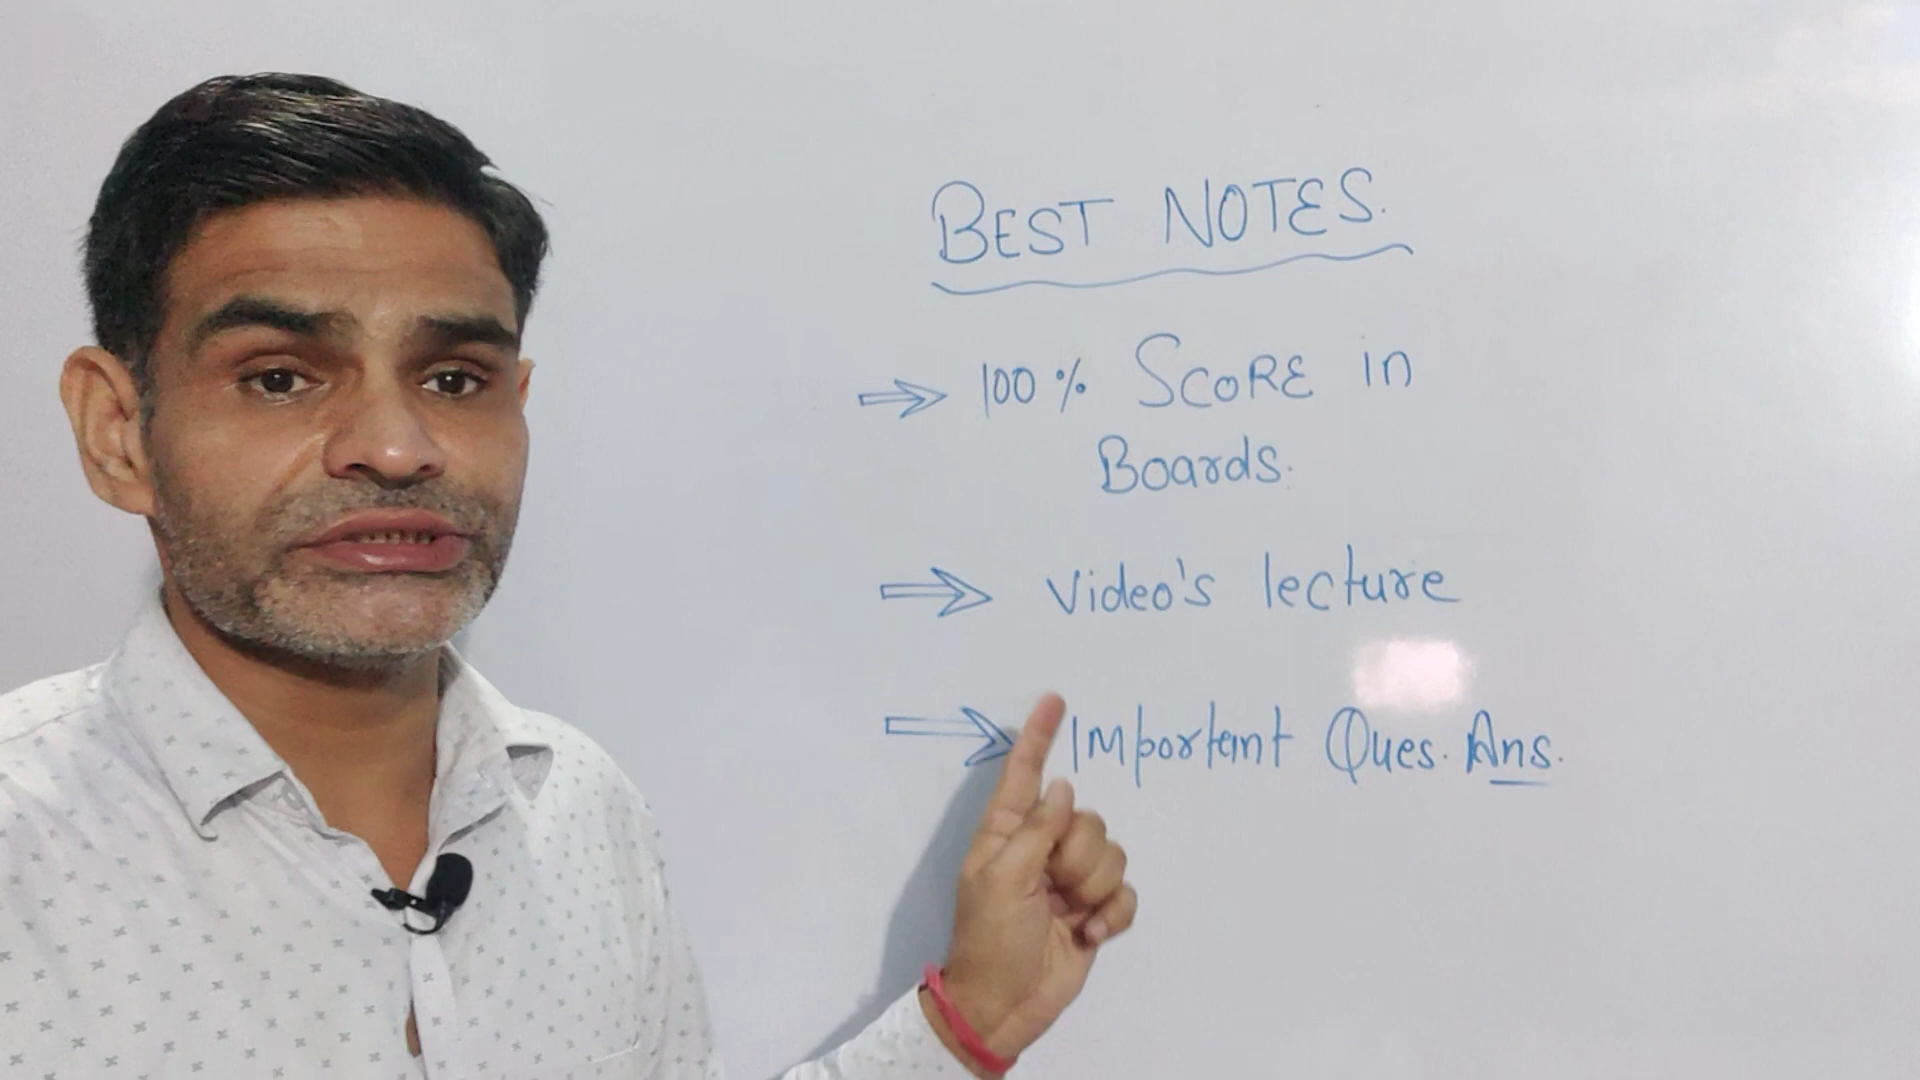 BEST NOTES.
100% SCORE in
Boards.
Video's lecture
Important Ques. Ans.